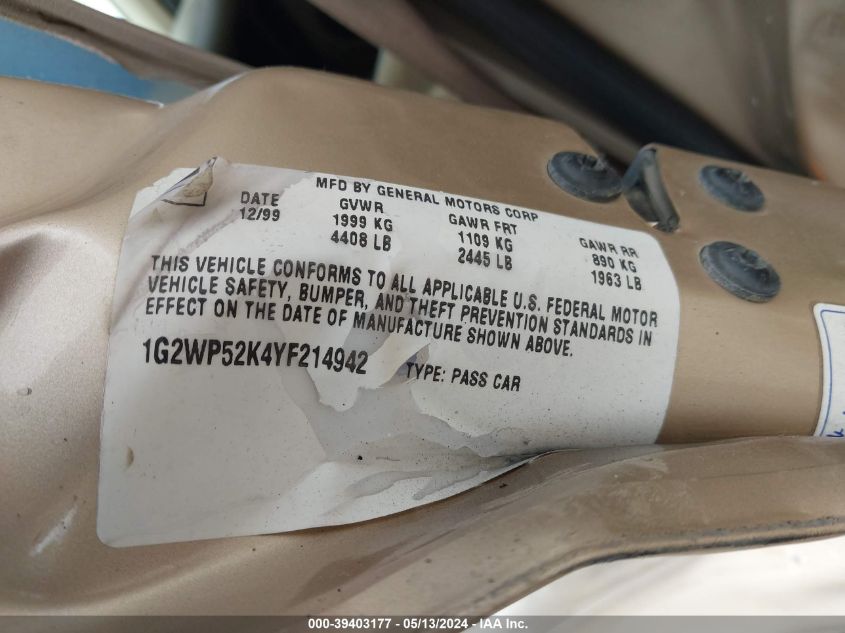 MFD BY GENERAL MOTORS CORP
DATE GVWR GAWR FRT GAWR RR
12/99 1999 KG 1109 KG 890 KG
4408 LB 2445 LB 1963 LB
THIS VEHICLE CONFORMS TO ALL APPLICABLE U.S. FEDERAL MOTOR
VEHICLE SAFETY, BUMPER, AND THEFT PREVENTION STANDARDS IN
EFFECT ON THE DATE OF MANUFACTURE SHOWN ABOVE.
1G2WP52K4YF214942 TYPE: PASS CAR
000-39403177 - 05/13/2024 - IAA Inc.